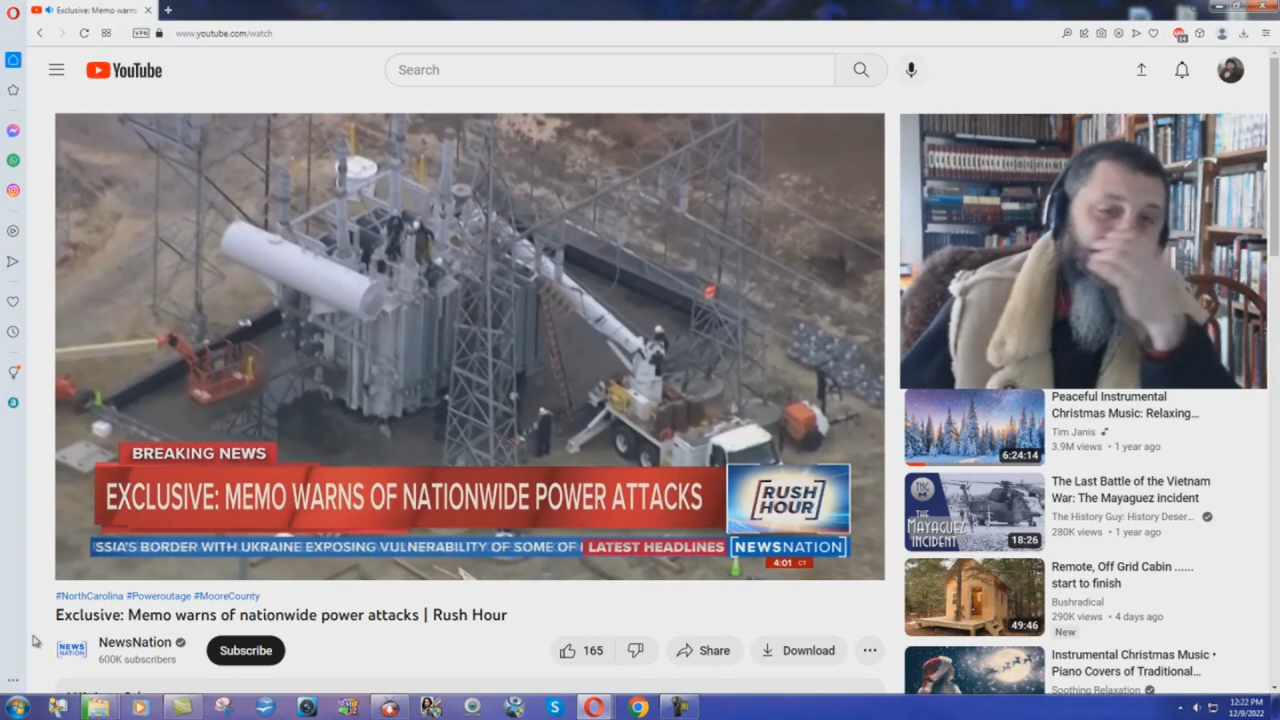 Exclusive: Memo warn
VPN
www.youtube.com/watch
YouTube
Search
BREAKING NEWS
EXCLUSIVE: MEMO WARNS OF NATIONWIDE POWER ATTACKS
RUSH
HOUR
SSIA'S BORDER WITH UKRAINE EXPOSING VULNERABILITY OF SOME OF
LATEST HEADLINES
NEWSNATION
4:01 CT
#NorthCarolina #Poweroutage #MooreCounty
Exclusive: Memo warns of nationwide power attacks | Rush Hour
NEWS
NATION
NewsNation
600K subscribers
Subscribe
165
Share
Download
Peaceful Instrumental
Christmas Music: Relaxing...
Tim Janis
3.9M views • 1 year ago
6:24:14
The Last Battle of the Vietnam
War: The Mayaguez incident
The History Guy: History Deser...
280K views • 1 year ago
THG
THE
MAYAGUEZ
INCIDENT
18:26
Remote, Off Grid Cabin ......
start to finish
Bushradical
290K views • 4 days ago
New
49:46
Instrumental Christmas Music •
Piano Covers of Traditional...
Soothing Relaxation
12:22 PM
12/9/2022